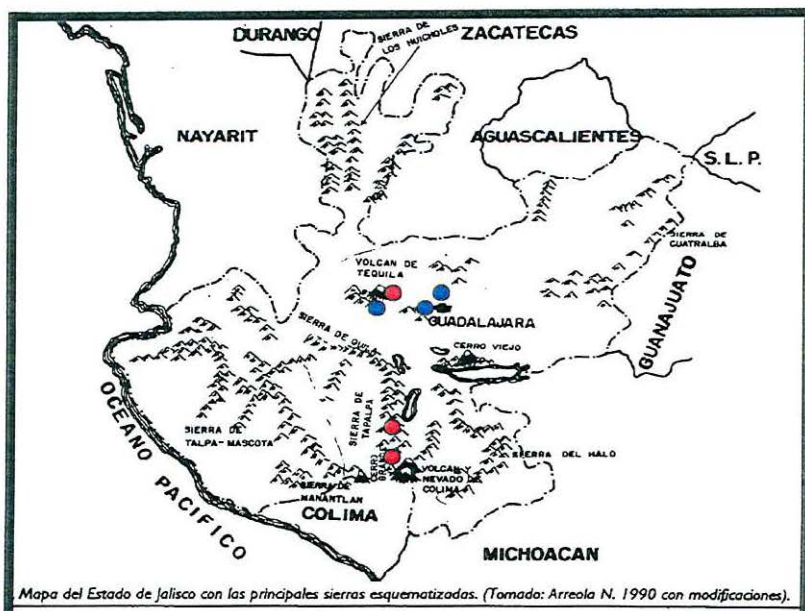 DURANGO
SIERRA DE
LOS HUICHOLES
ZACATECAS
NAYARIT
AGUASCALIENTES
S. L. P.
SIERRA DE
GUATRALBA
VOLCAN DE
TEQUILA
GUANAJUATO
GUADALAJARA
SIERRA DE QUILA
CERRO VIEJO
OCEANO PACIFICO
SIERRA DE
TALPA-MASCOTA
SIERRA DE
TAPALPA
SIERRA DEL HALO
CERRO
VOLCAN Y
NEVADO DE
COLIMA
SIERRA DE
MANANTLAN
COLIMA
MICHOACAN
Mapa del Estado de Jalisco con las principales sierras esquematizadas. (Tomado: Arreola N. 1990 con modificaciones).